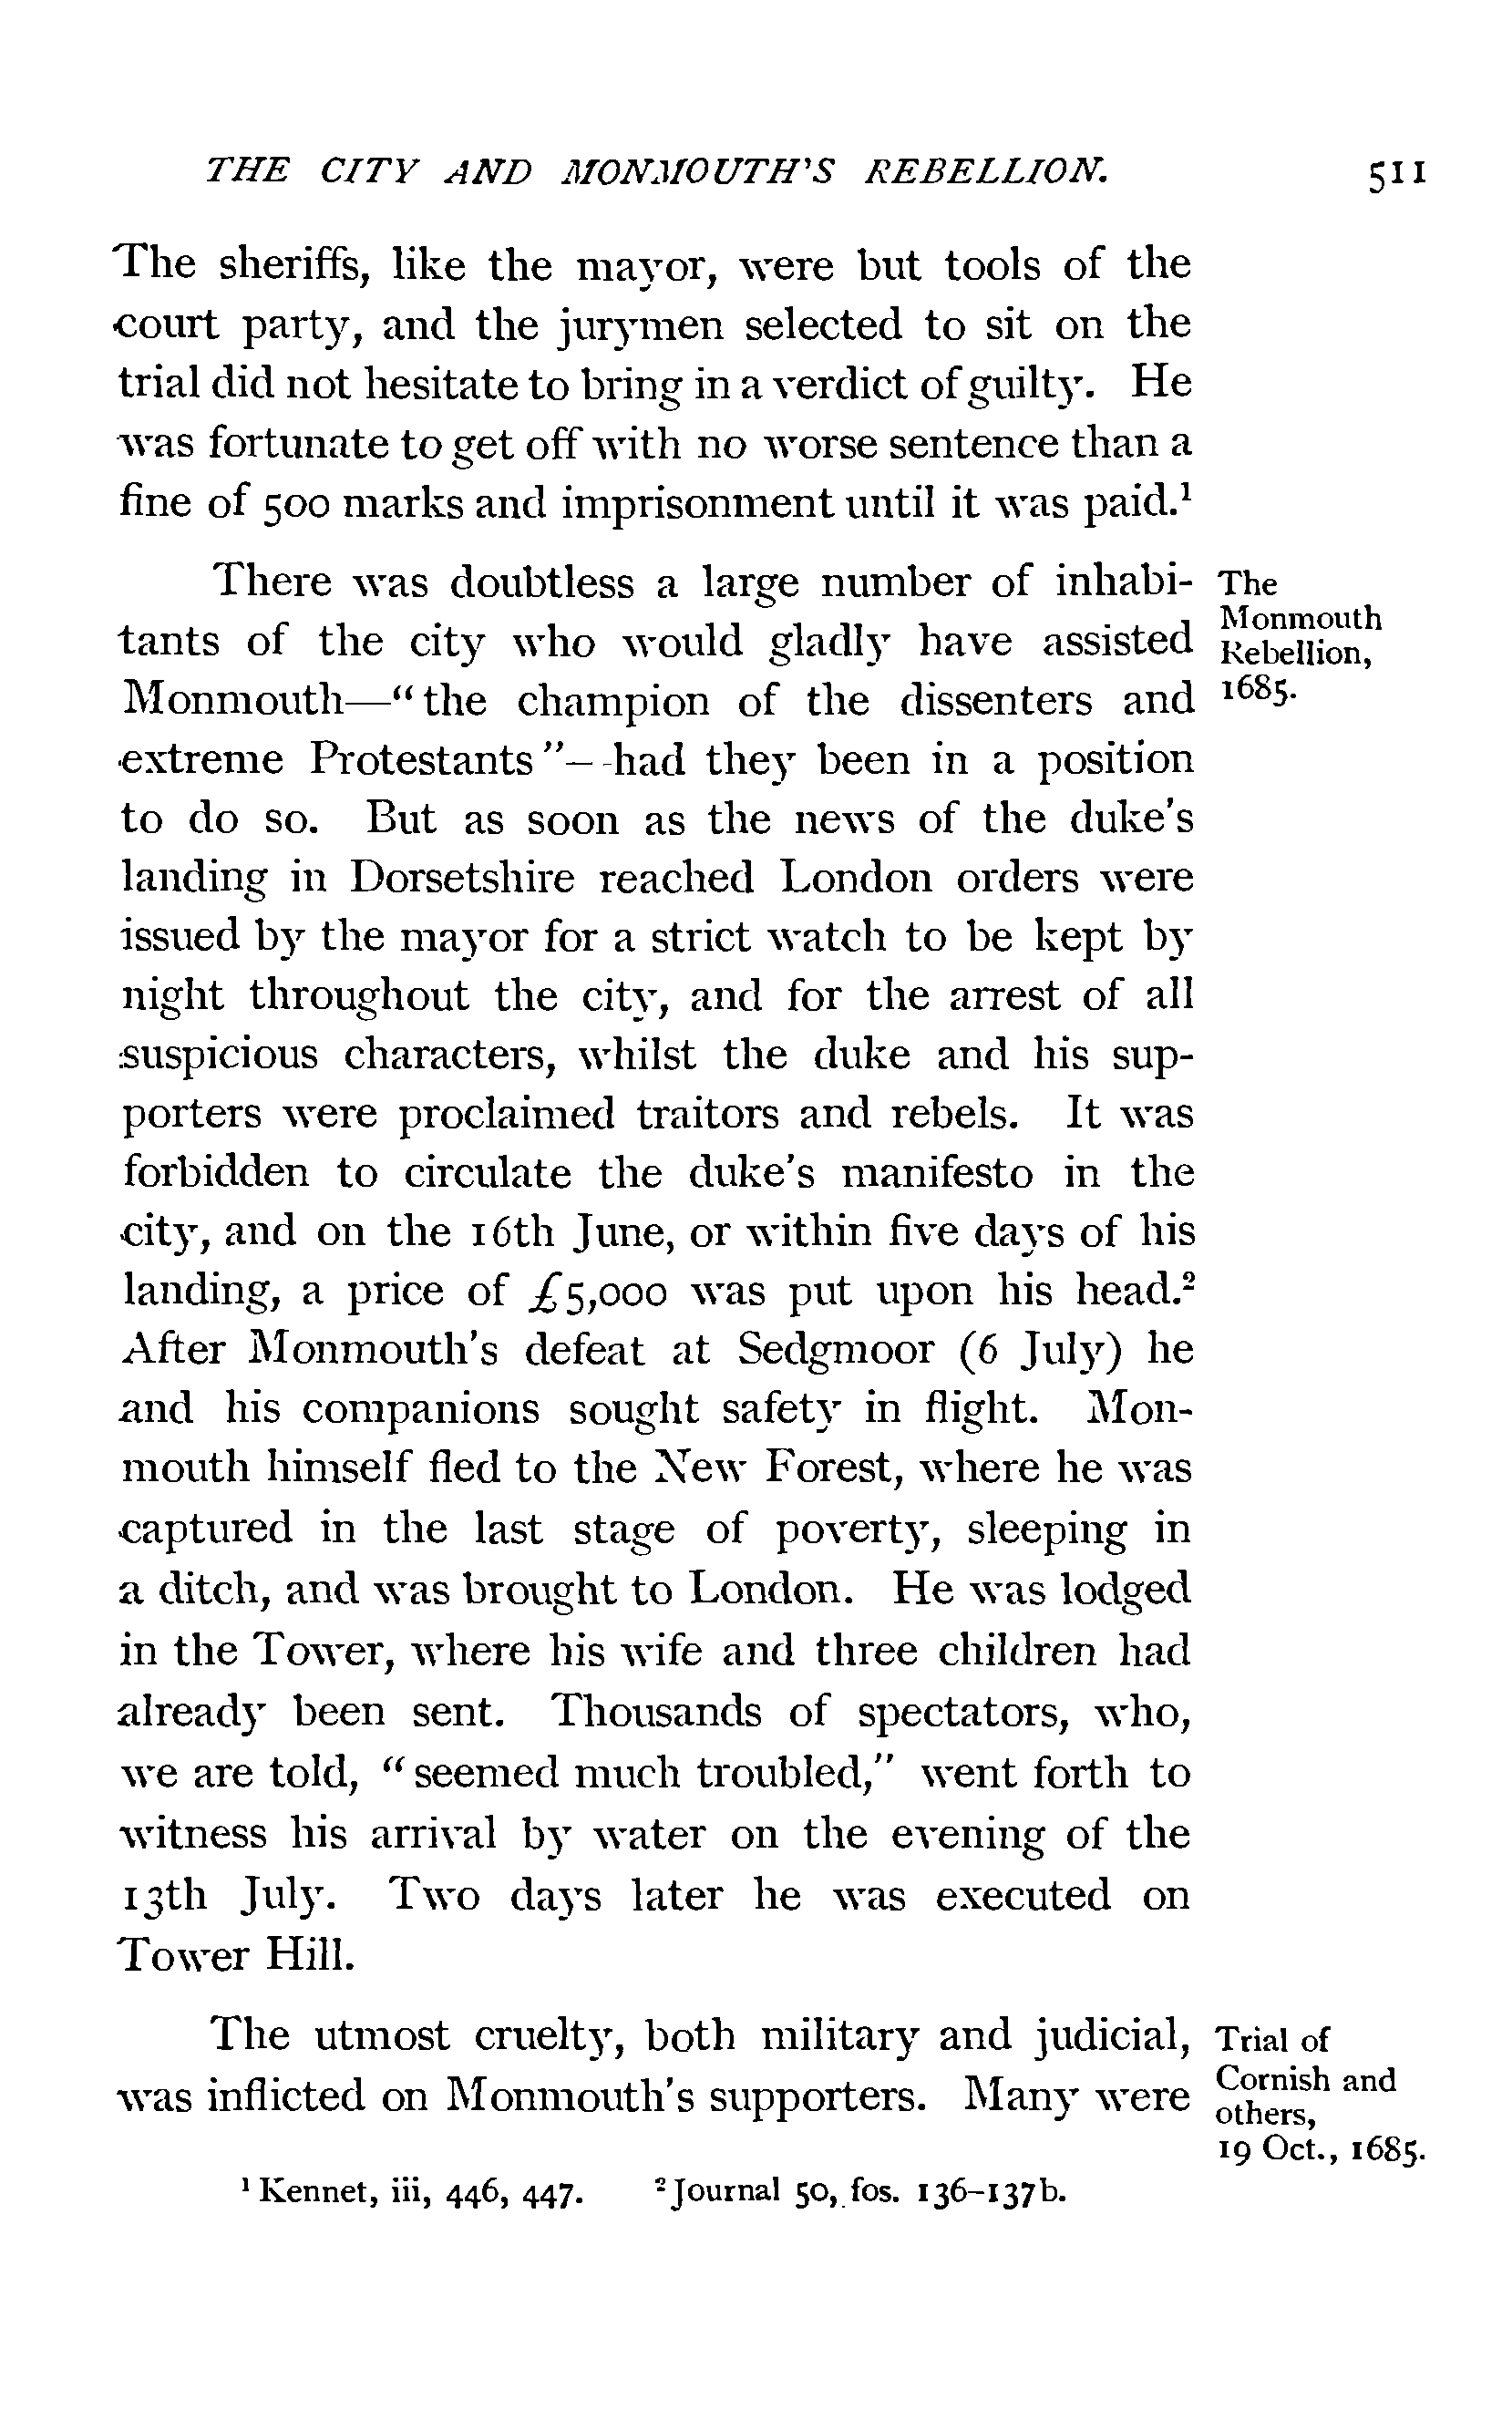 THE CITY AND MONMOUTH'S REBELLION. 511
The sheriffs, like the mayor, were but tools of the
court party, and the jurymen selected to sit on the
trial did not hesitate to bring in a verdict of guilty. He
was fortunate to get off with no worse sentence than a
fine of 500 marks and imprisonment until it was paid.¹
There was doubtless a large number of inhabi-
tants of the city who would gladly have assisted
Monmouth—"the champion of the dissenters and
extreme Protestants"—had they been in a position
to do so. But as soon as the news of the duke's
landing in Dorsetshire reached London orders were
issued by the mayor for a strict watch to be kept by
night throughout the city, and for the arrest of all
suspicious characters, whilst the duke and his sup-
porters were proclaimed traitors and rebels. It was
forbidden to circulate the duke's manifesto in the
city, and on the 16th June, or within five days of his
landing, a price of £5,000 was put upon his head.²
After Monmouth's defeat at Sedgmoor (6 July) he
and his companions sought safety in flight. Mon-
mouth himself fled to the New Forest, where he was
captured in the last stage of poverty, sleeping in
a ditch, and was brought to London. He was lodged
in the Tower, where his wife and three children had
already been sent. Thousands of spectators, who,
we are told, "seemed much troubled," went forth to
witness his arrival by water on the evening of the
13th July. Two days later he was executed on
Tower Hill.
The
Monmouth
Rebellion,
1685.
The utmost cruelty, both military and judicial,
was inflicted on Monmouth's supporters. Many were
Trial of
Cornish and
others,
19 Oct., 1685.
¹ Kennet, iii, 446, 447. ² Journal 50, fos. 136–137b.